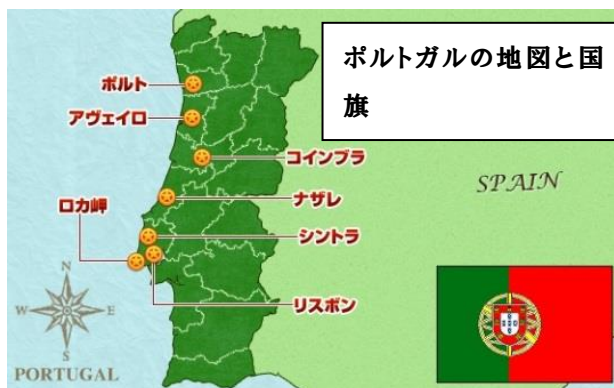 ポルトガルの地図と国
旗
ポルト
アヴェイロ
コインブラ
SPAIN
ナザレ
ロカ岬
シントラ
リスボン
N
W
E
S
PORTUGAL